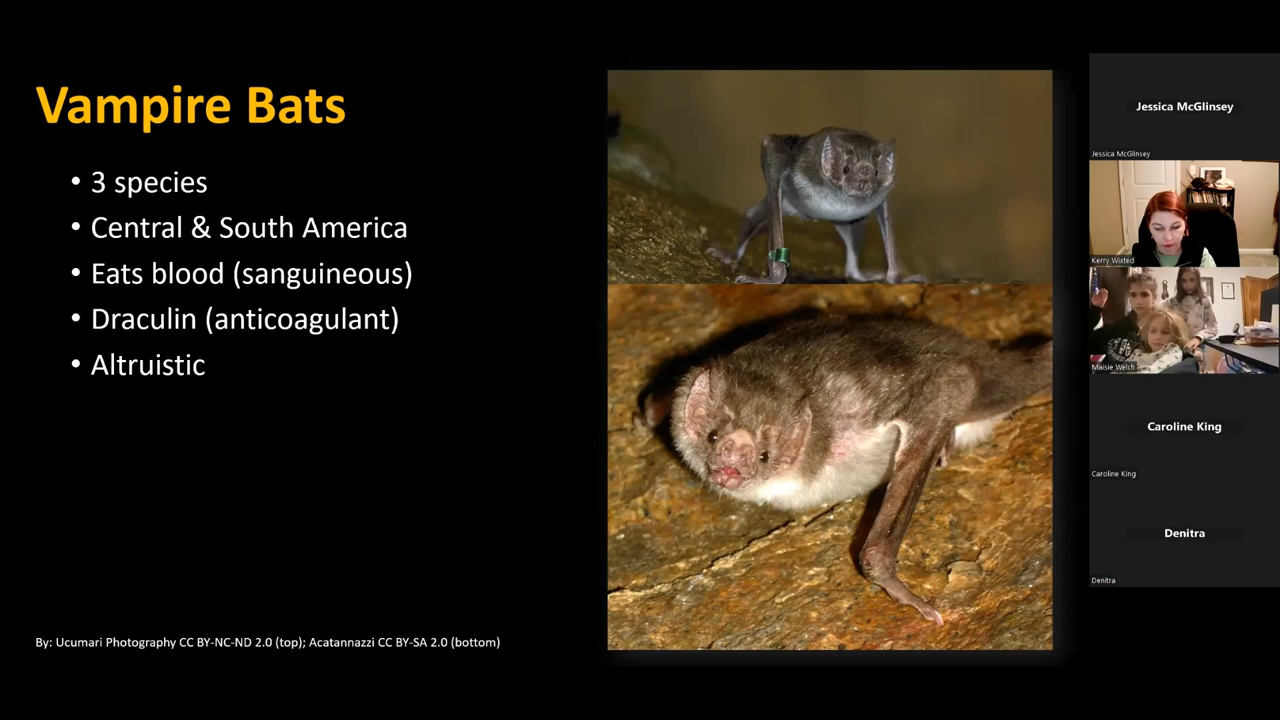 Vampire Bats
• 3 species
• Central & South America
• Eats blood (sanguineous)
• Draculin (anticoagulant)
• Altruistic
By: Ucumari Photography CC BY-NC-ND 2.0 (top); Acatannazzi CC BY-SA 2.0 (bottom)
Jessica McGlinsey
Jessica McGlinsey
Kerry Wixted
Maisie Welch
Caroline King
Caroline King
Denitra
Denitra